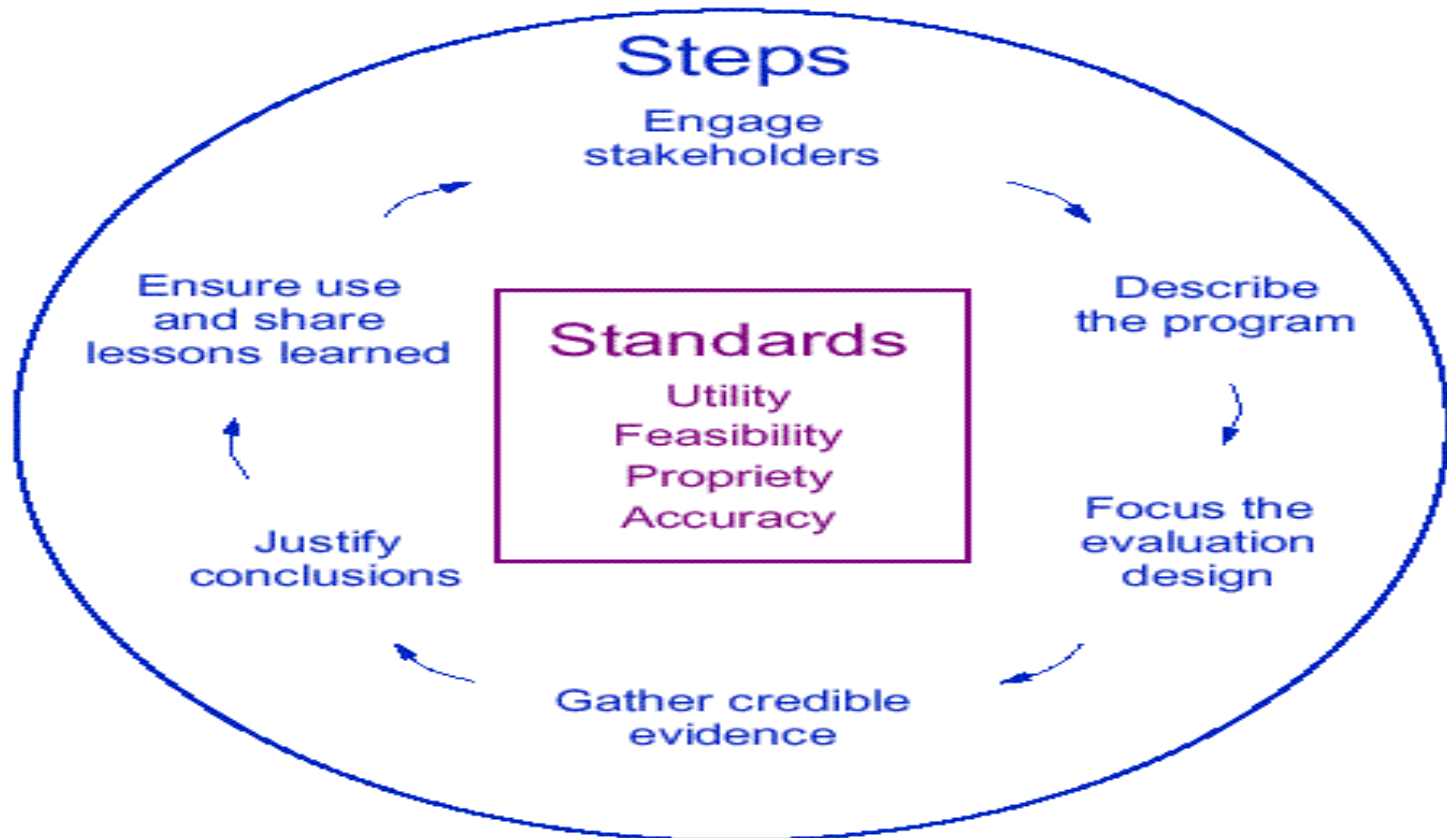 Steps
Engage
stakeholders
Describe
the program
Focus the
evaluation
design
Gather credible
evidence
Justify
conclusions
Ensure use
and share
lessons learned
Standards
Utility
Feasibility
Propriety
Accuracy